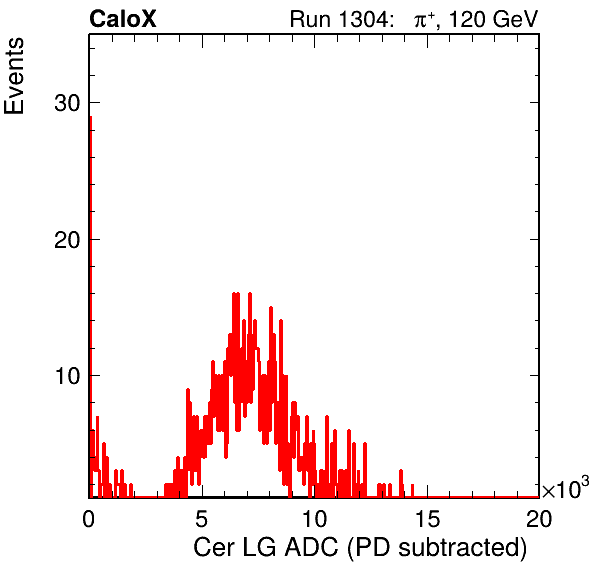 CaloX Run 1304: π⁺, 120 GeV
Events
30
20
10
0 5 10 15 20
×10³
Cer LG ADC (PD subtracted)